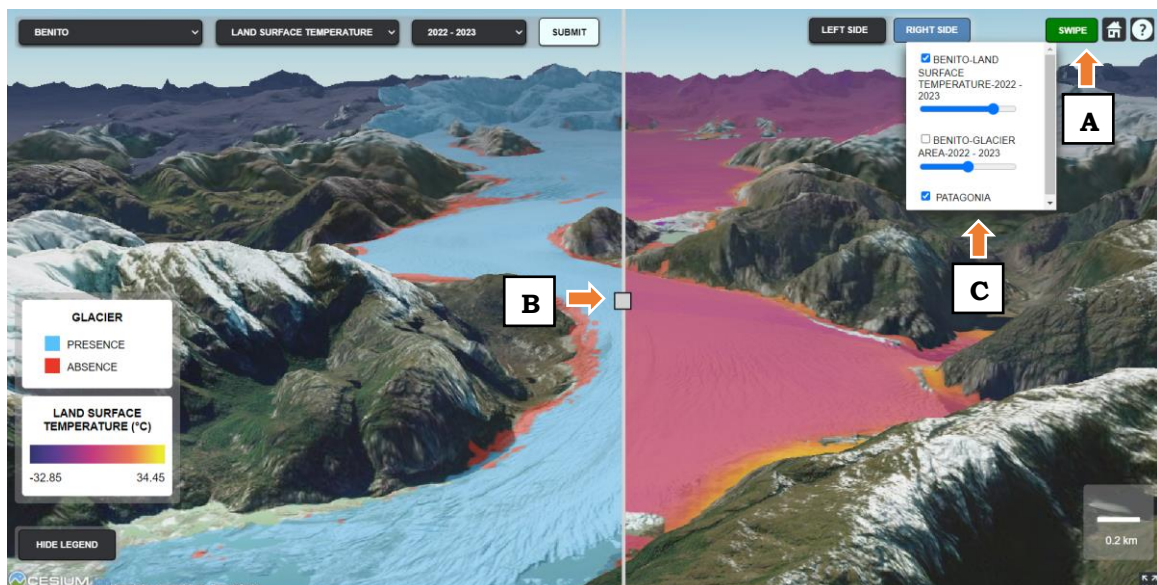 BENITO
LAND SURFACE TEMPERATURE
2022 - 2023
SUBMIT
LEFT SIDE
RIGHT SIDE
SWIPE
?
BENITO-LAND
SURFACE
TEMPERATURE-2022 -
2023
BENITO-GLACIER
AREA-2022 - 2023
PATAGONIA
A
B
C
GLACIER
PRESENCE
ABSENCE
LAND SURFACE
TEMPERATURE (°C)
-32.85 34.45
HIDE LEGEND
CESIUM
0.2 km